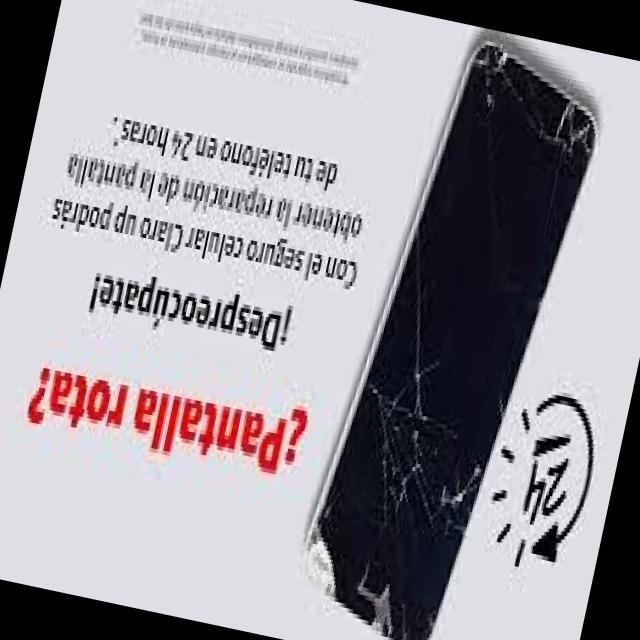 ¿Pantalla rota?
¡Despreocúpate!
Con el seguro celular Claro up podrás
obtener la reparación de la pantalla
de tu teléfono en 24 horas*.
24